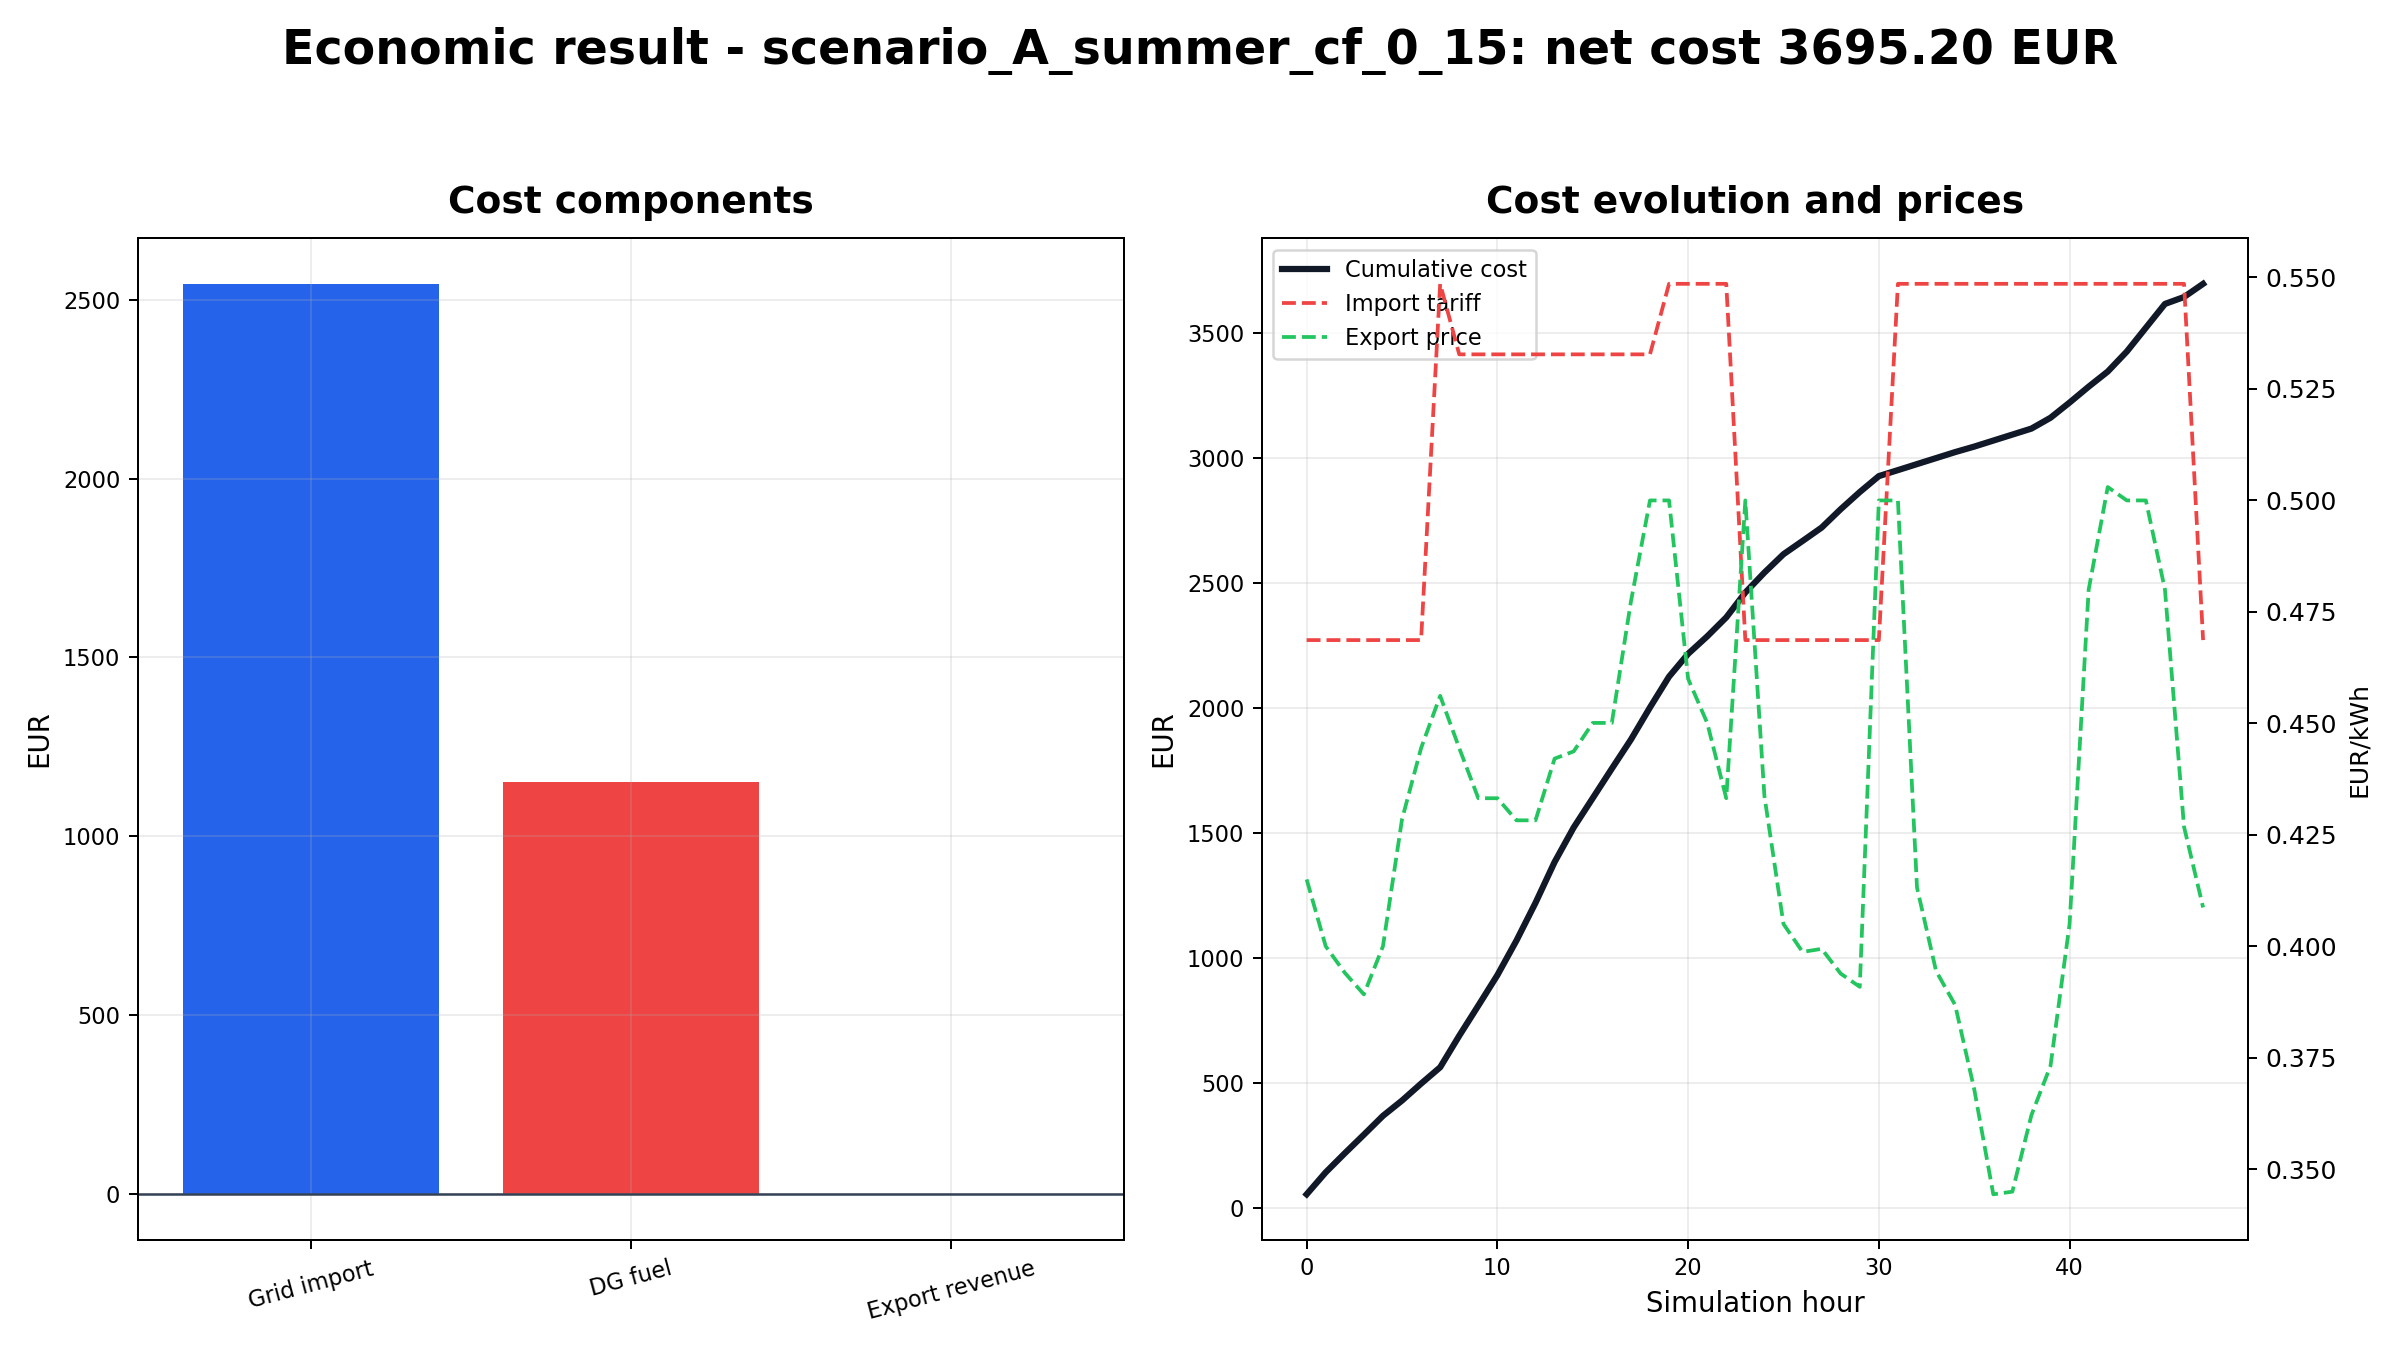 Economic result - scenario_A_summer_cf_0_15: net cost 3695.20 EUR
Cost components
EUR
2500
2000
1500
1000
500
0
Grid import
DG fuel
Export revenue
Cost evolution and prices
Cumulative cost
Import tariff
Export price
EUR
3500
3000
2500
2000
1500
1000
500
0
0
10
20
30
40
Simulation hour
0.550
0.525
0.500
0.475
0.450
0.425
0.400
0.375
0.350
EUR/kWh